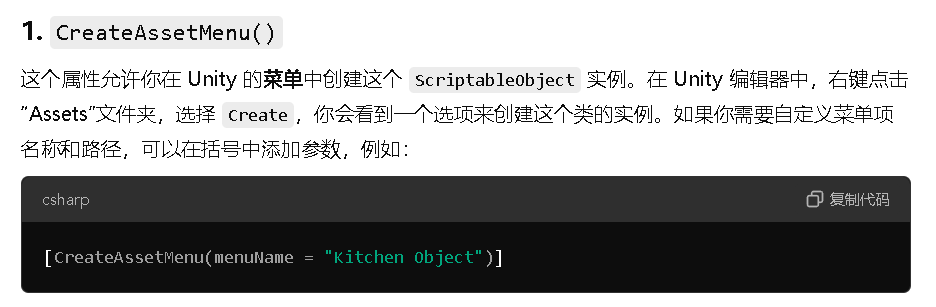 1. CreateAssetMenu()
这个属性允许你在 Unity 的菜单中创建这个 ScriptableObject 实例。在 Unity 编辑器中，右键点击
“Assets”文件夹，选择 Create，你会看到一个选项来创建这个类的实例。如果你需要自定义菜单项
名称和路径，可以在括号中添加参数，例如：
csharp 复制代码
[CreateAssetMenu(menuName = "Kitchen Object")]